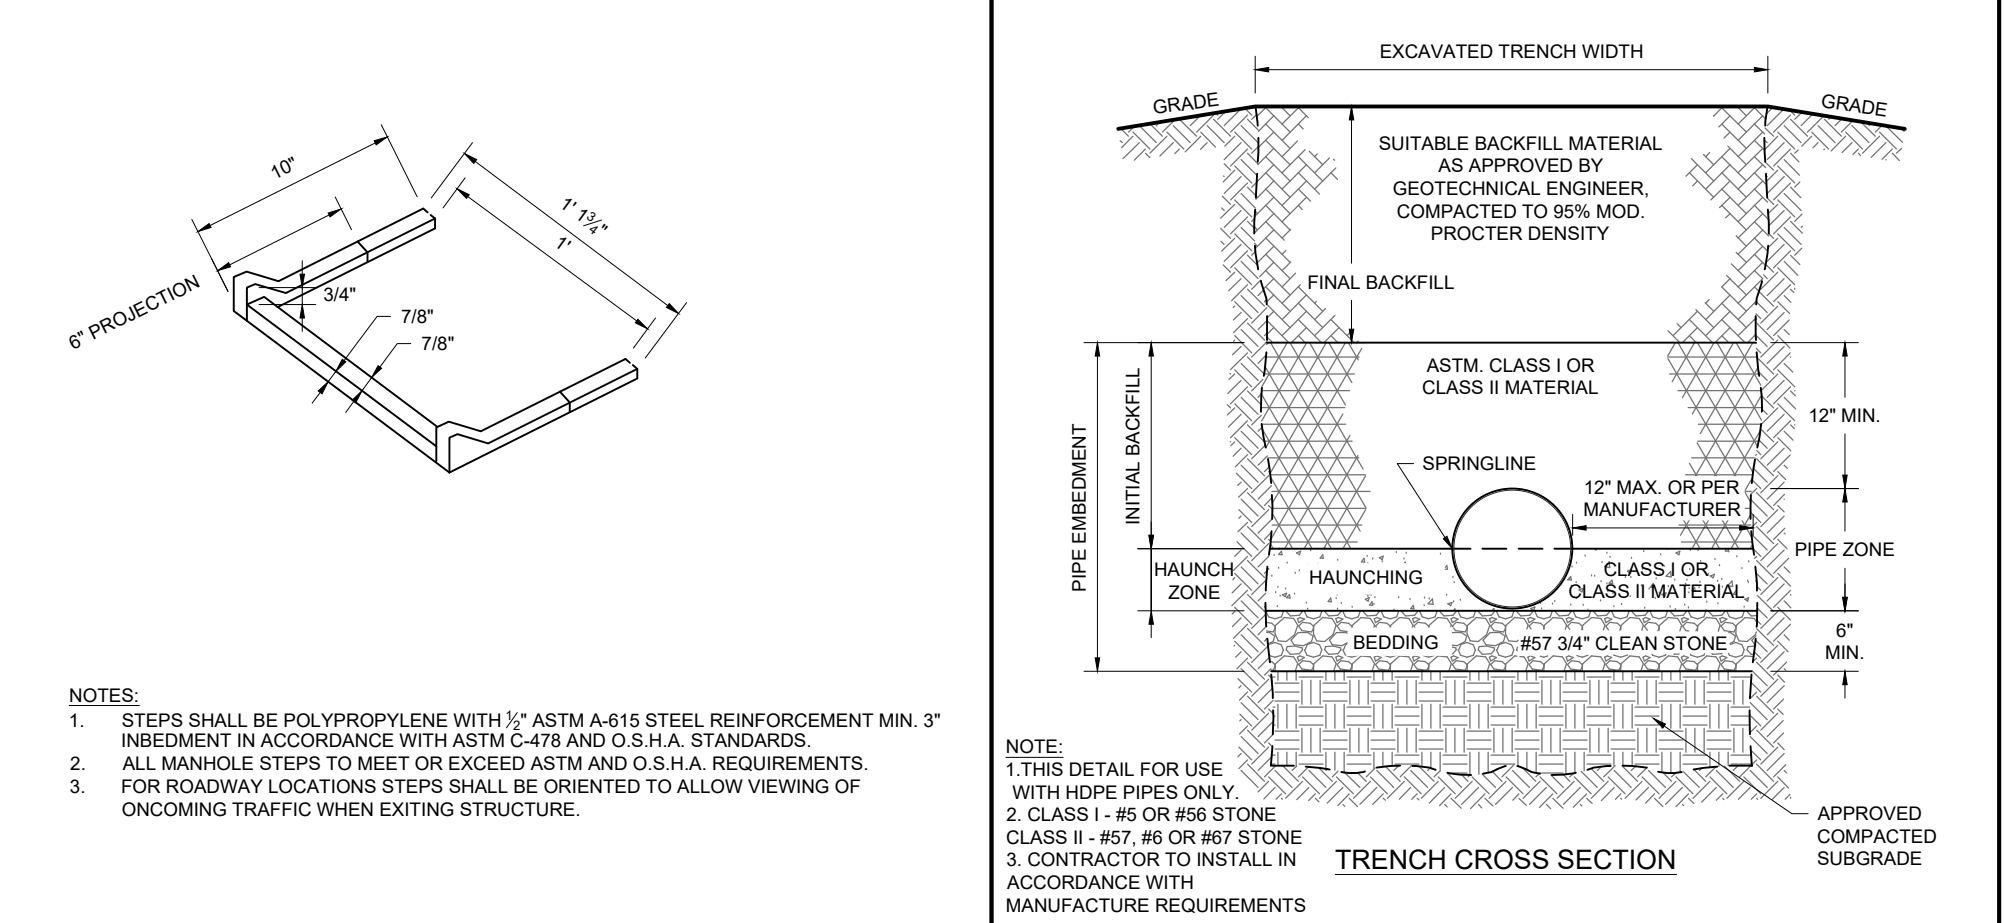 10"
6" PROJECTION
3/4"
7/8"
7/8"
1' 1¾"
1'
NOTES:
1. STEPS SHALL BE POLYPROPYLENE WITH ½" ASTM A-615 STEEL REINFORCEMENT MIN. 3"
INBEDMENT IN ACCORDANCE WITH ASTM C-478 AND O.S.H.A. STANDARDS.
2. ALL MANHOLE STEPS TO MEET OR EXCEED ASTM AND O.S.H.A. REQUIREMENTS.
3. FOR ROADWAY LOCATIONS STEPS SHALL BE ORIENTED TO ALLOW VIEWING OF
ONCOMING TRAFFIC WHEN EXITING STRUCTURE.
EXCAVATED TRENCH WIDTH
GRADE
GRADE
SUITABLE BACKFILL MATERIAL
AS APPROVED BY
GEOTECHNICAL ENGINEER,
COMPACTED TO 95% MOD.
PROCTER DENSITY
FINAL BACKFILL
ASTM. CLASS I OR
CLASS II MATERIAL
PIPE EMBEDMENT
INITIAL BACKFILL
12" MIN.
SPRINGLINE
12" MAX. OR PER
MANUFACTURER
PIPE ZONE
HAUNCH
ZONE
HAUNCHING
CLASS I OR
CLASS II MATERIAL
BEDDING
#57 3/4" CLEAN STONE
6"
MIN.
NOTE:
1.THIS DETAIL FOR USE
WITH HDPE PIPES ONLY.
2. CLASS I - #5 OR #56 STONE
CLASS II - #57, #6 OR #67 STONE
3. CONTRACTOR TO INSTALL IN
ACCORDANCE WITH
MANUFACTURE REQUIREMENTS
TRENCH CROSS SECTION
APPROVED
COMPACTED
SUBGRADE